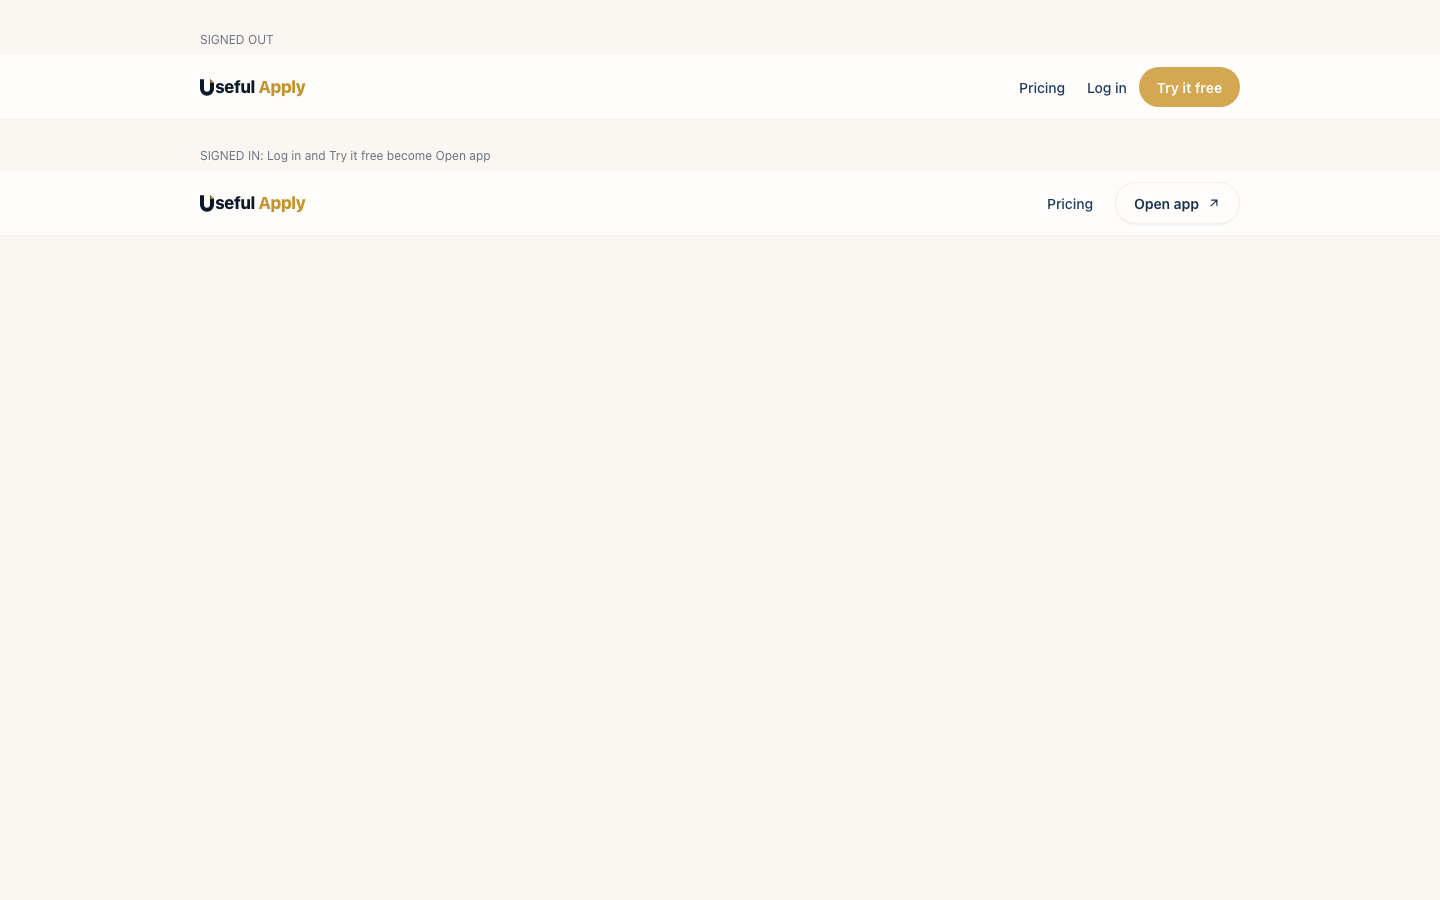 SIGNED OUT
Useful Apply
Pricing Log in Try it free
SIGNED IN: Log in and Try it free become Open app
Useful Apply
Pricing Open app